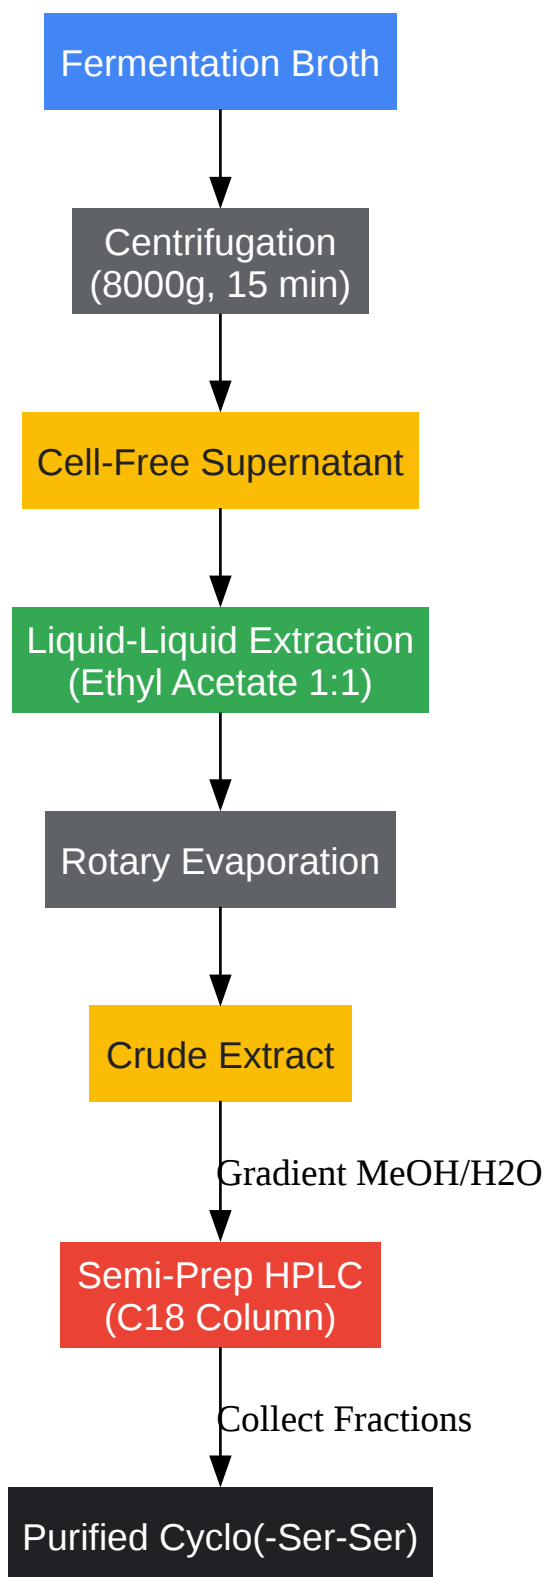 Fermentation Broth
Centrifugation
(8000g, 15 min)
Cell-Free Supernatant
Liquid-Liquid Extraction
(Ethyl Acetate 1:1)
Rotary Evaporation
Crude Extract
Gradient MeOH/H2O
Semi-Prep HPLC
(C18 Column)
Collect Fractions
Purified Cyclo(-Ser-Ser)